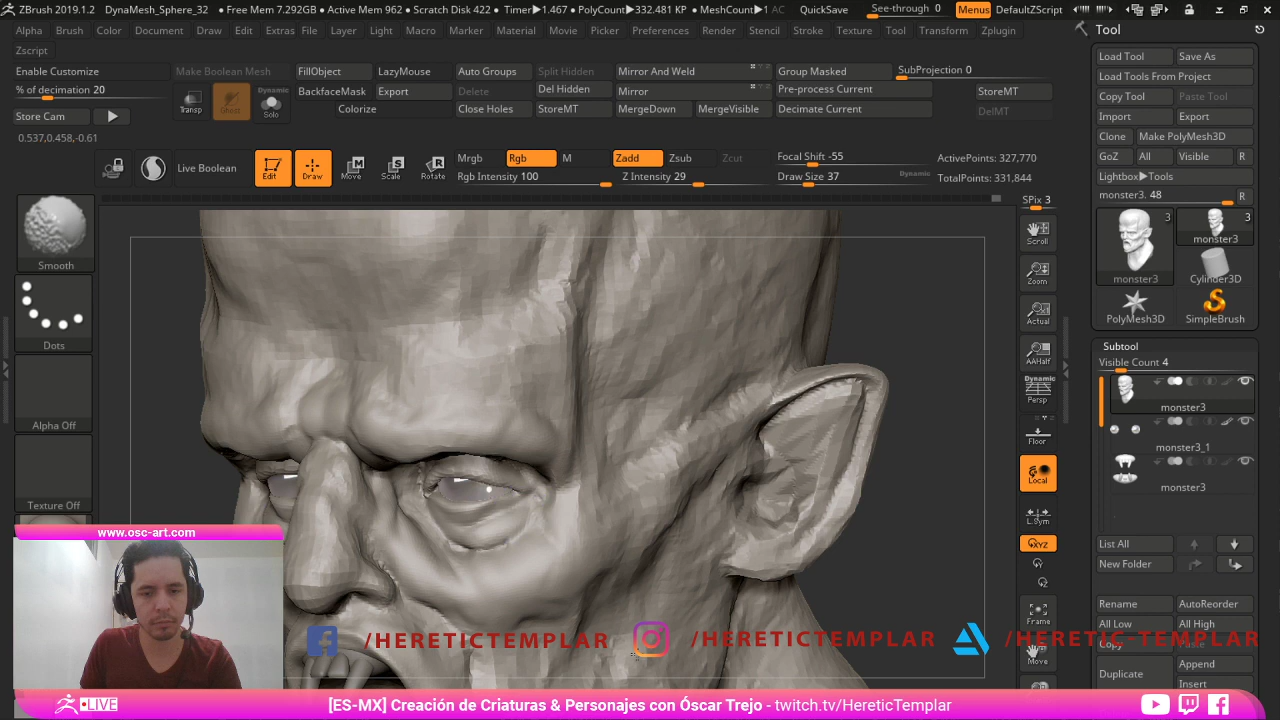 ZBrush 2019.1.2 DynaMesh_Sphere_32 • Free Mem 7.292GB • Active Mem 962 • Scratch Disk 422 • Timer▶1.467 • PolyCount▶332.481 KP • MeshCount▶1 AC QuickSave See-through 0 Menus DefaultZScript
Alpha Brush Color Document Draw Edit Extras File Layer Light Macro Marker Material Movie Picker Preferences Render Stencil Stroke Texture Tool Transform Zplugin
Zscript
Enable Customize Make Boolean Mesh FillObject LazyMouse Auto Groups Split Hidden Mirror And Weld Group Masked SubProjection 0
% of decimation 20 Transp Ghost Dynamic Solo BackfaceMask Export Delete Del Hidden Mirror Pre-process Current StoreMT
Store Cam Colorize Close Holes StoreMT MergeDown MergeVisible Decimate Current DelMT
0.537,0.458,-0.61
Live Boolean Edit Draw Move Scale Rotate
Mrgb Rgb M Zadd Zsub Zcut Focal Shift -55 ActivePoints: 327,770
Rgb Intensity 100 Z Intensity 29 Draw Size 37 Dynamic TotalPoints: 331,844
Smooth
Dots
Alpha Off
Texture Off
SPix 3
Scroll
Zoom
Actual
AAHalf
Dynamic
Persp
Floor
Local
L.Sym
XYZ
Frame
Move
Tool
Load Tool Save As
Load Tools From Project
Copy Tool Paste Tool
Import Export
Clone Make PolyMesh3D
GoZ All Visible R
Lightbox▶Tools
monster3. 48 R
3 3
monster3
monster3 Cylinder3D
PolyMesh3D SimpleBrush
Subtool
Visible Count 4
monster3
monster3_1
monster3
List All
New Folder
Rename AutoReorder
All Low All High
Copy Paste
Duplicate Append
Insert
www.osc-art.com
/HERETICTEMPLAR /HERETICTEMPLAR /HERETIC-TEMPLAR
LIVE [ES-MX] Creación de Criaturas & Personajes con Óscar Trejo - twitch.tv/HereticTemplar